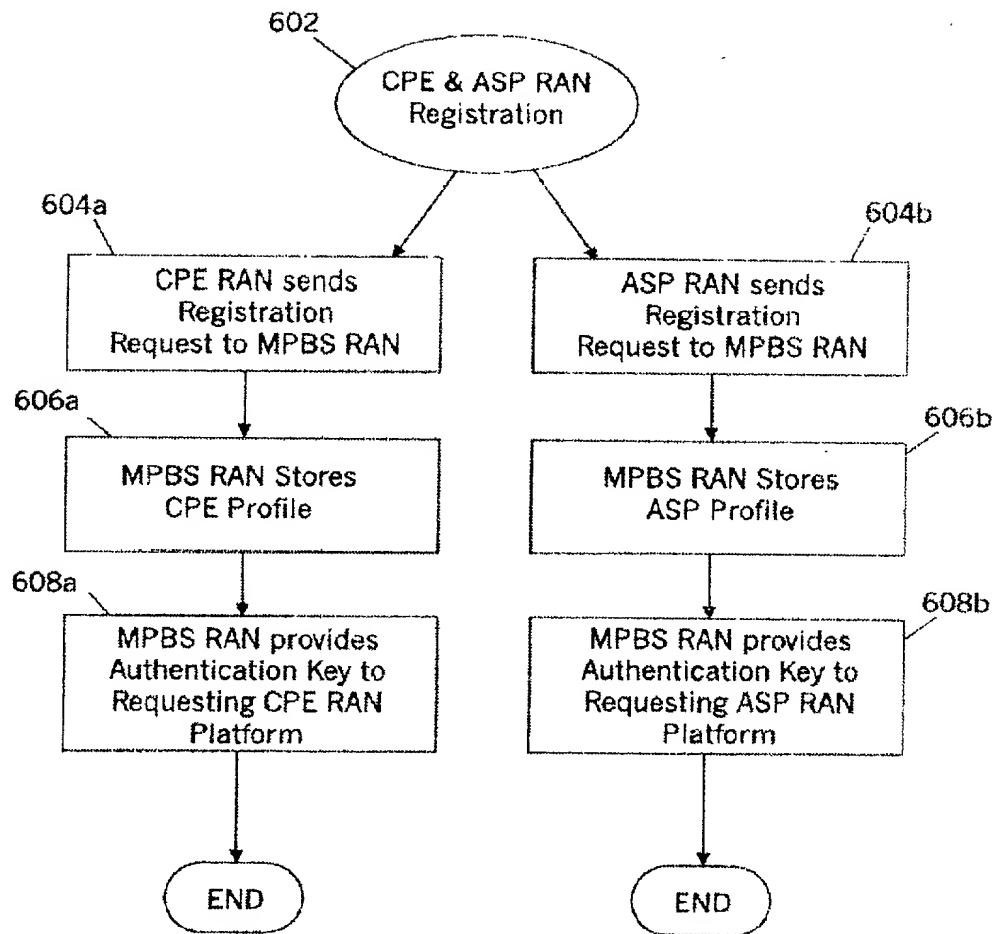 602
CPE & ASP RAN
Registration
604a
604b
CPE RAN sends
Registration
Request to MPBS RAN
ASP RAN sends
Registration
Request to MPBS RAN
606a
606b
MPBS RAN Stores
CPE Profile
MPBS RAN Stores
ASP Profile
608a
608b
MPBS RAN provides
Authentication Key to
Requesting CPE RAN
Platform
MPBS RAN provides
Authentication Key to
Requesting ASP RAN
Platform
END
END